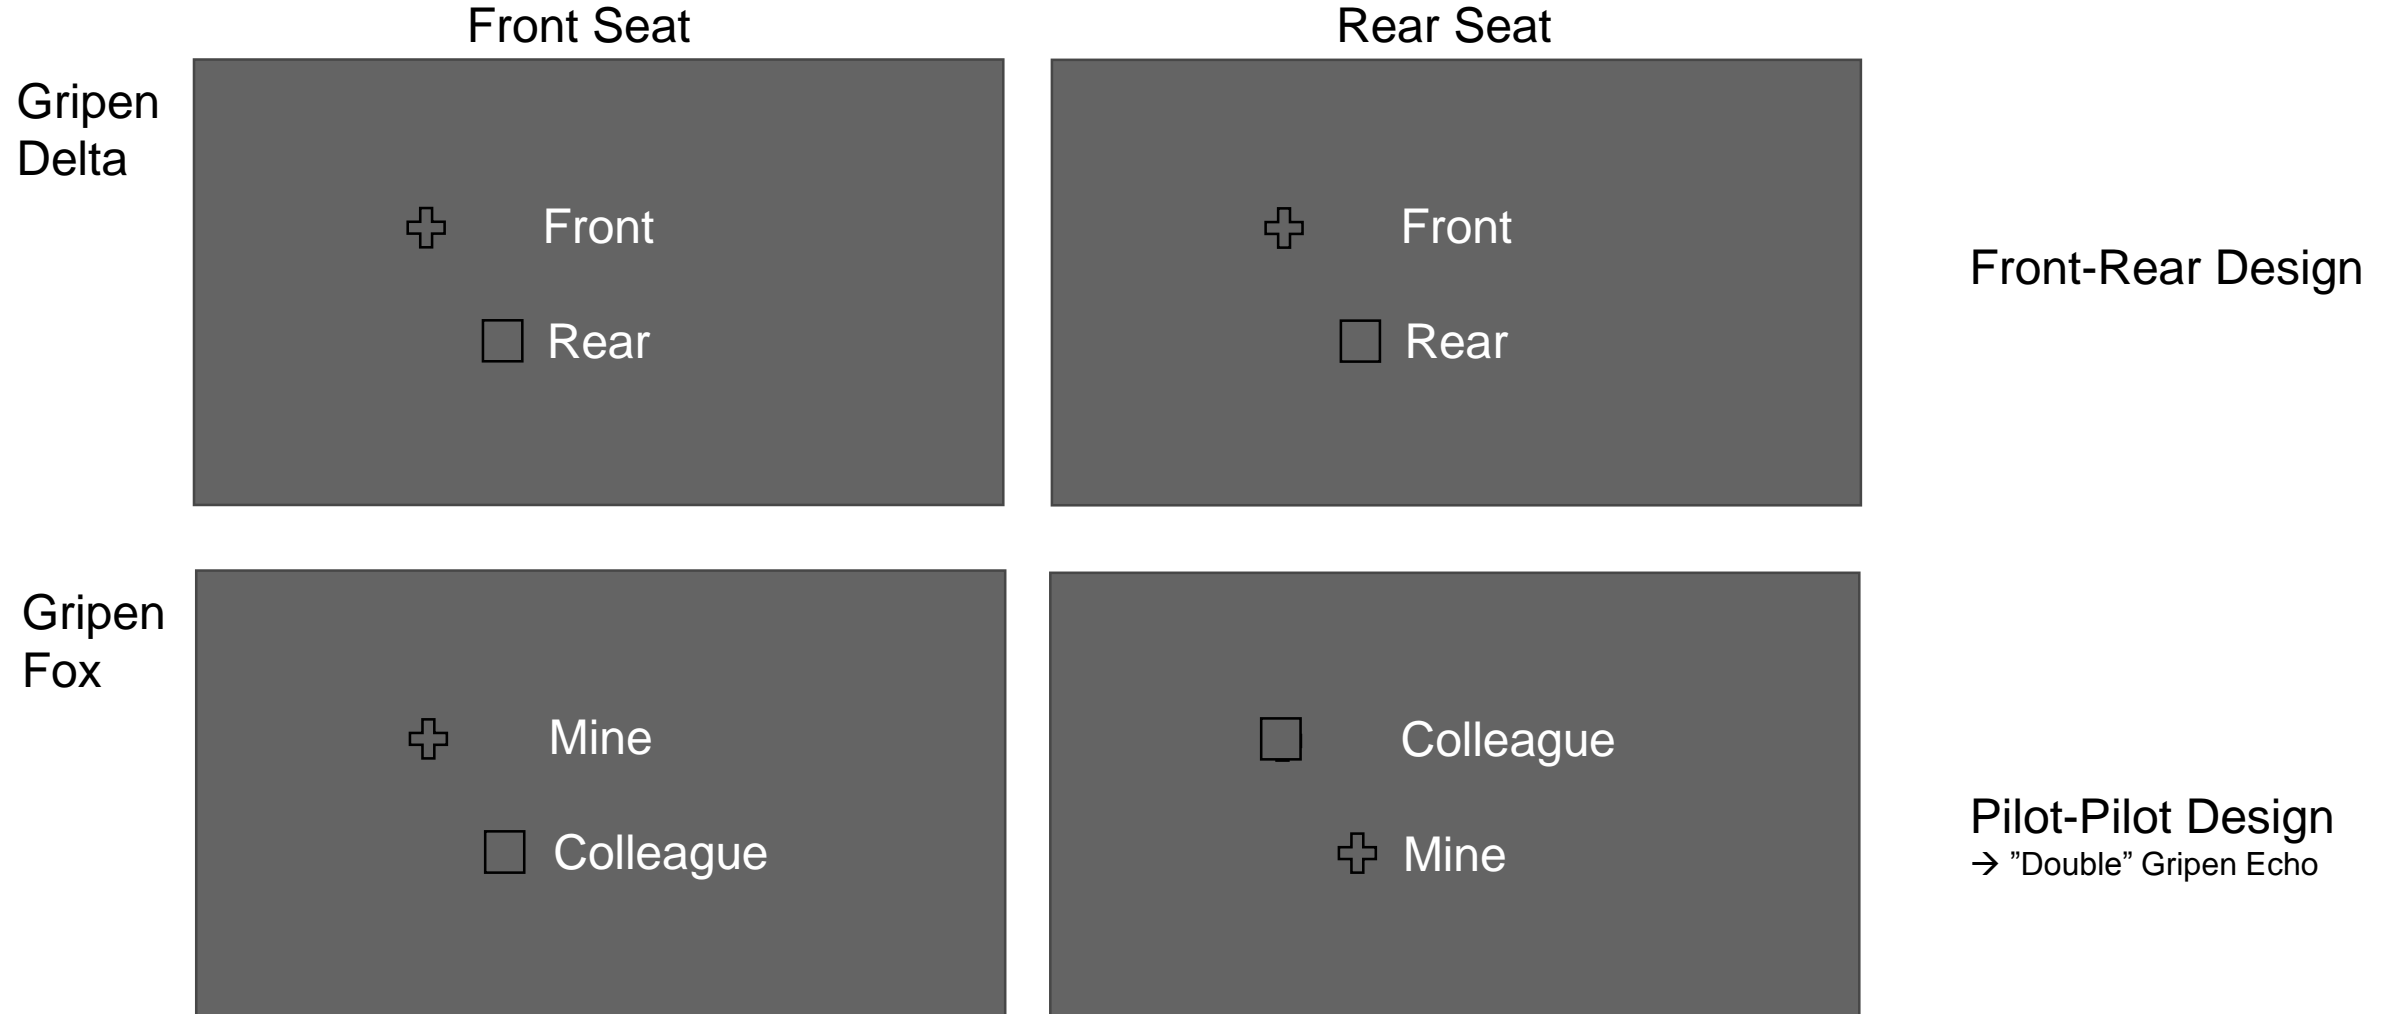 Front Seat
Rear Seat
Gripen
Delta
Front
Rear
Front
Rear
Front-Rear Design
Gripen
Fox
Mine
Colleague
Colleague
Mine
Pilot-Pilot Design
→ ”Double” Gripen Echo